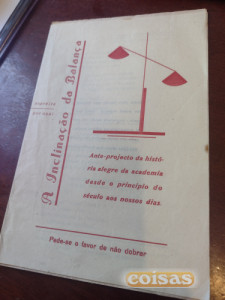 A Inclinação da Balança
Ante-projecto da histó-
ria alegre da academia
desde o princípio do
século aos nossos dias.
Pede-se o favor de não dobrar
coisas